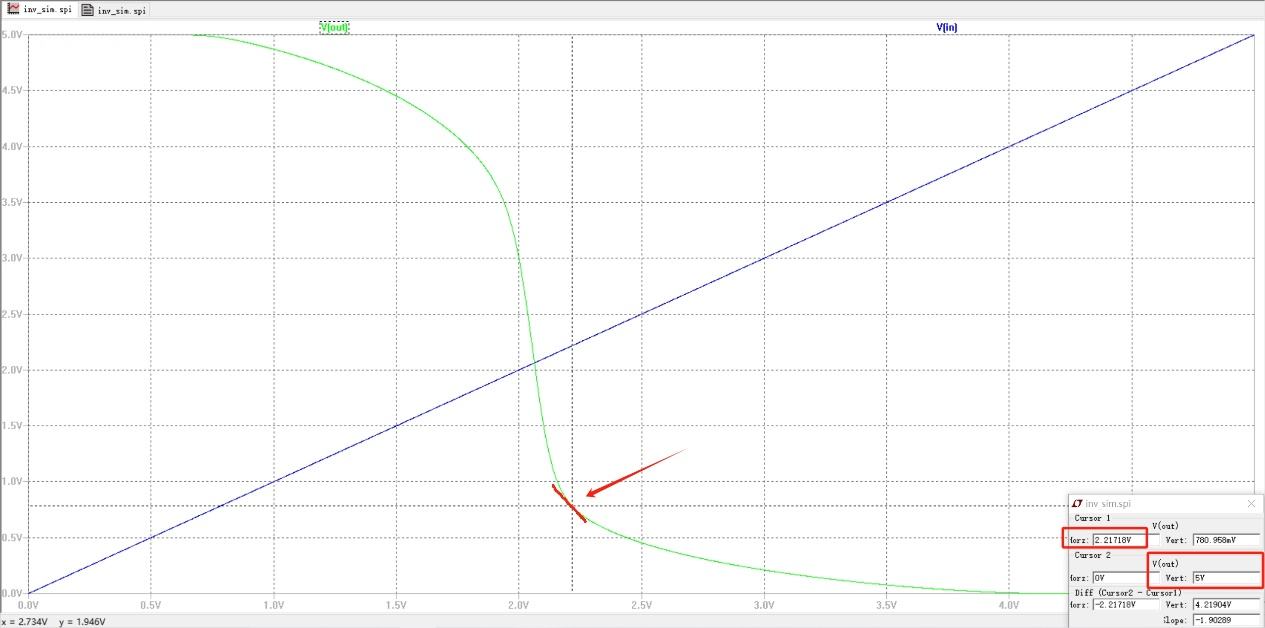 inv_sim.spi inv_sim.spi
V(out) V(in)
5.0V
4.5V
4.0V
3.5V
3.0V
2.5V
2.0V
1.5V
1.0V
0.5V
0.0V
0.0V 0.5V 1.0V 1.5V 2.0V 2.5V 3.0V 3.5V 4.0V
inv_sim.spi
Cursor 1
V(out)
Horz: 2.21718V Vert: 780.958mV
Cursor 2
V(out)
Horz: 0V Vert: 5V
Diff (Cursor2 - Cursor1)
Horz: -2.21718V Vert: 4.21904V
Slope: -1.90289
x = 2.734V y = 1.946V